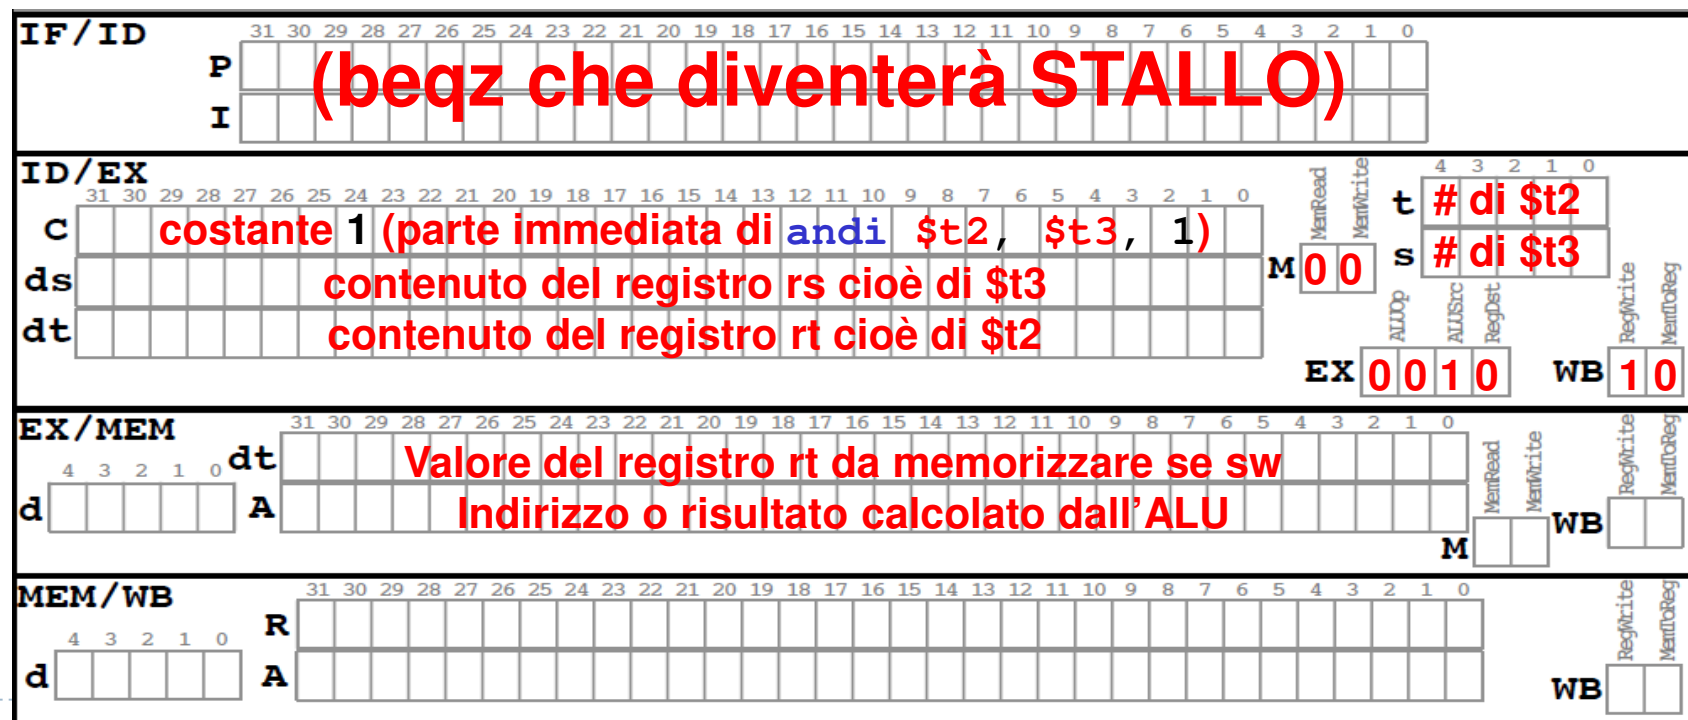 IF/ID
31 30 29 28 27 26 25 24 23 22 21 20 19 18 17 16 15 14 13 12 11 10 9 8 7 6 5 4 3 2 1 0
P
(beqz che diventerà STALLO)
I
ID/EX
31 30 29 28 27 26 25 24 23 22 21 20 19 18 17 16 15 14 13 12 11 10 9 8 7 6 5 4 3 2 1 0
MemRead
MemWrite
4 3 2 1 0
C costante 1 (parte immediata di andi $t2, $t3, 1)
t # di $t2
ds contenuto del registro rs cioè di $t3
M 0 0
s # di $t3
dt contenuto del registro rt cioè di $t2
ALUOp
ALUSrc
RegDst
RegWrite
MemToReg
EX 0 0 1 0
WB 1 0
EX/MEM
31 30 29 28 27 26 25 24 23 22 21 20 19 18 17 16 15 14 13 12 11 10 9 8 7 6 5 4 3 2 1 0
dt Valore del registro rt da memorizzare se sw
4 3 2 1 0
d
A Indirizzo o risultato calcolato dall'ALU
MemRead
MemWrite
M
RegWrite
MemToReg
WB
MEM/WB
31 30 29 28 27 26 25 24 23 22 21 20 19 18 17 16 15 14 13 12 11 10 9 8 7 6 5 4 3 2 1 0
R
4 3 2 1 0
d
A
RegWrite
MemToReg
WB